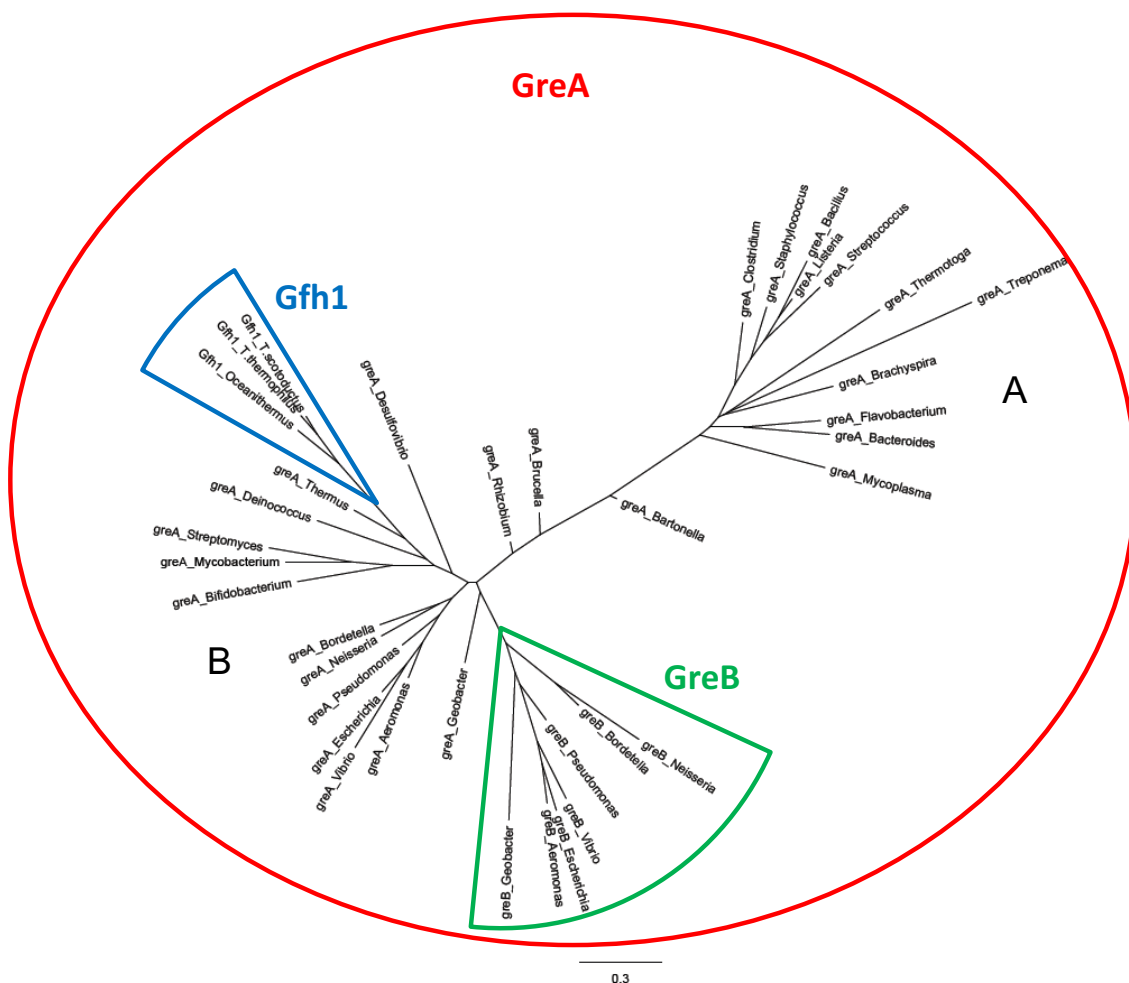 GreA
greA_Clostridium
greA_Staphylococcus
greA_Bacillus
greA_Listeria
greA_Streptococcus
greA_Thermotoga
greA_Treponema
Gfh1
Gfh1_T.scotoductus
Gfh1_T.thermophilus
Gfh1_Oceanithermus
greA_Desulfovibrio
greA_Brachyspira
A
greA_Flavobacterium
greA_Bacteroides
greA_Mycoplasma
greA_Brucella
greA_Rhizobium
greA_Bartonella
greA_Thermus
greA_Deinococcus
greA_Streptomyces
greA_Mycobacterium
greA_Bifidobacterium
B
greA_Bordetella
greA_Neisseria
greA_Pseudomonas
greA_Escherichia
greA_Vibrio
greA_Aeromonas
greA_Geobacter
GreB
greB_Neisseria
greB_Bordetella
greB_Pseudomonas
greB_Vibrio
greB_Escherichia
greB_Aeromonas
greB_Geobacter
0.3